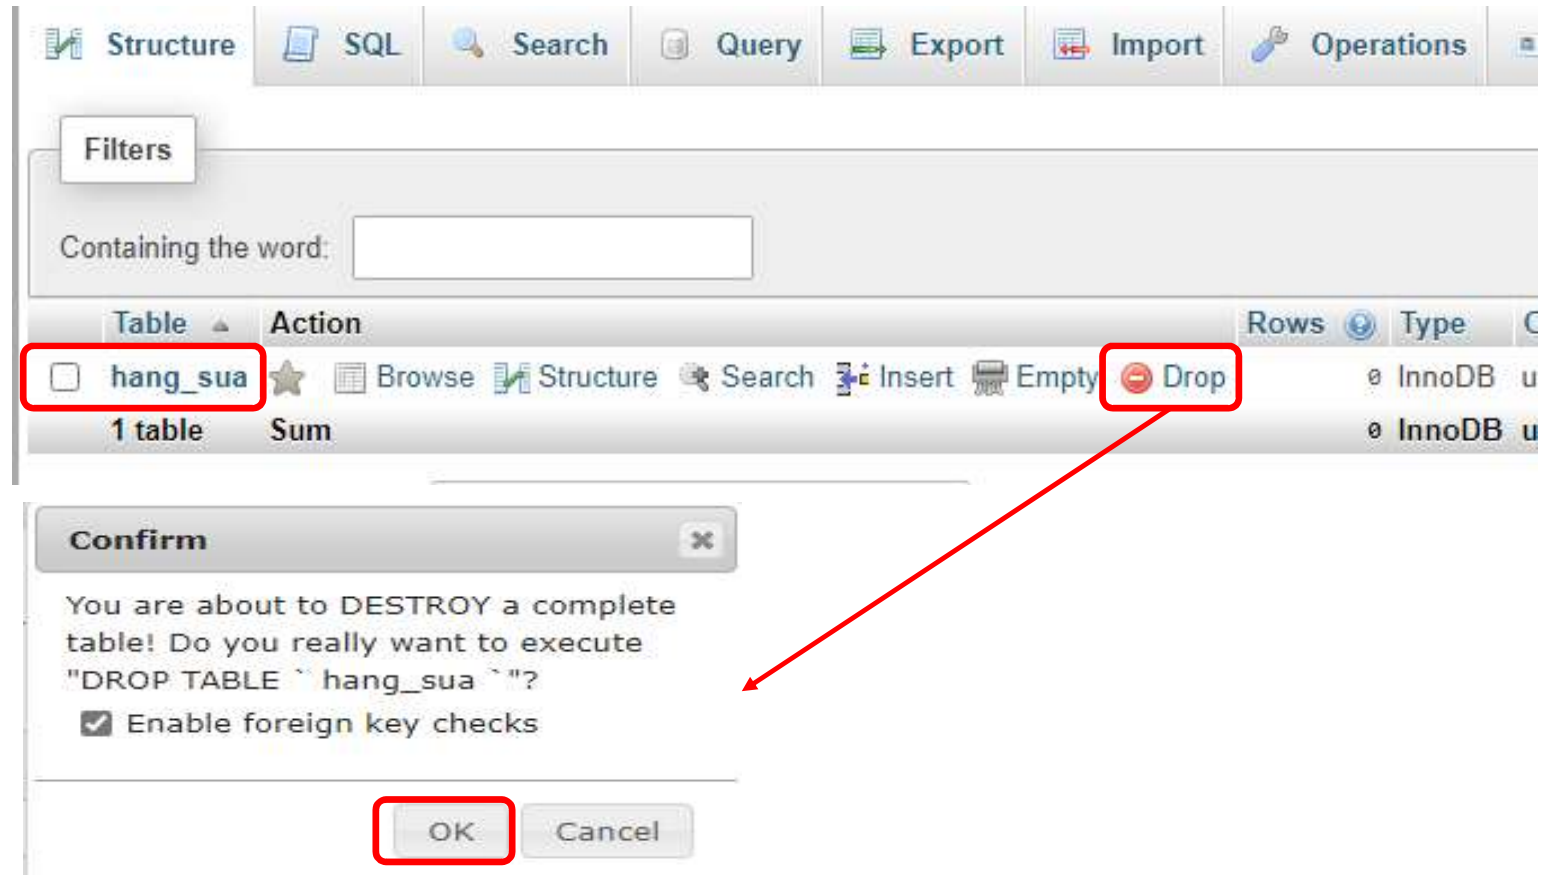 Structure SQL Search Query Export Import Operations
Filters
Containing the word:
Table Action Rows Type
hang_sua Browse Structure Search Insert Empty Drop 0 InnoDB u
1 table Sum 0 InnoDB u
Confirm
You are about to DESTROY a complete
table! Do you really want to execute
"DROP TABLE ` hang_sua ` "?
Enable foreign key checks
OK Cancel